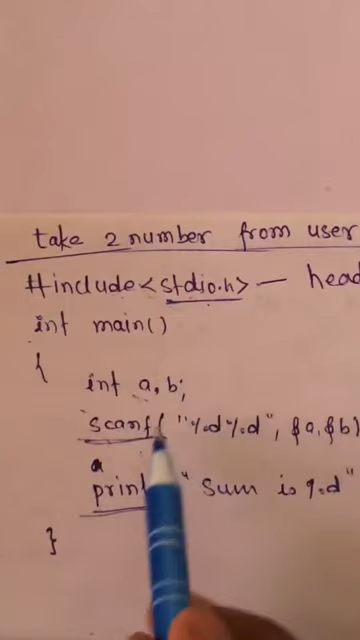 take 2 number from user
#include<stdio.h> — head
int main()
{
int a, b;
scanf( "%d%d", &a, &b)
a
print " Sum is %d"
}